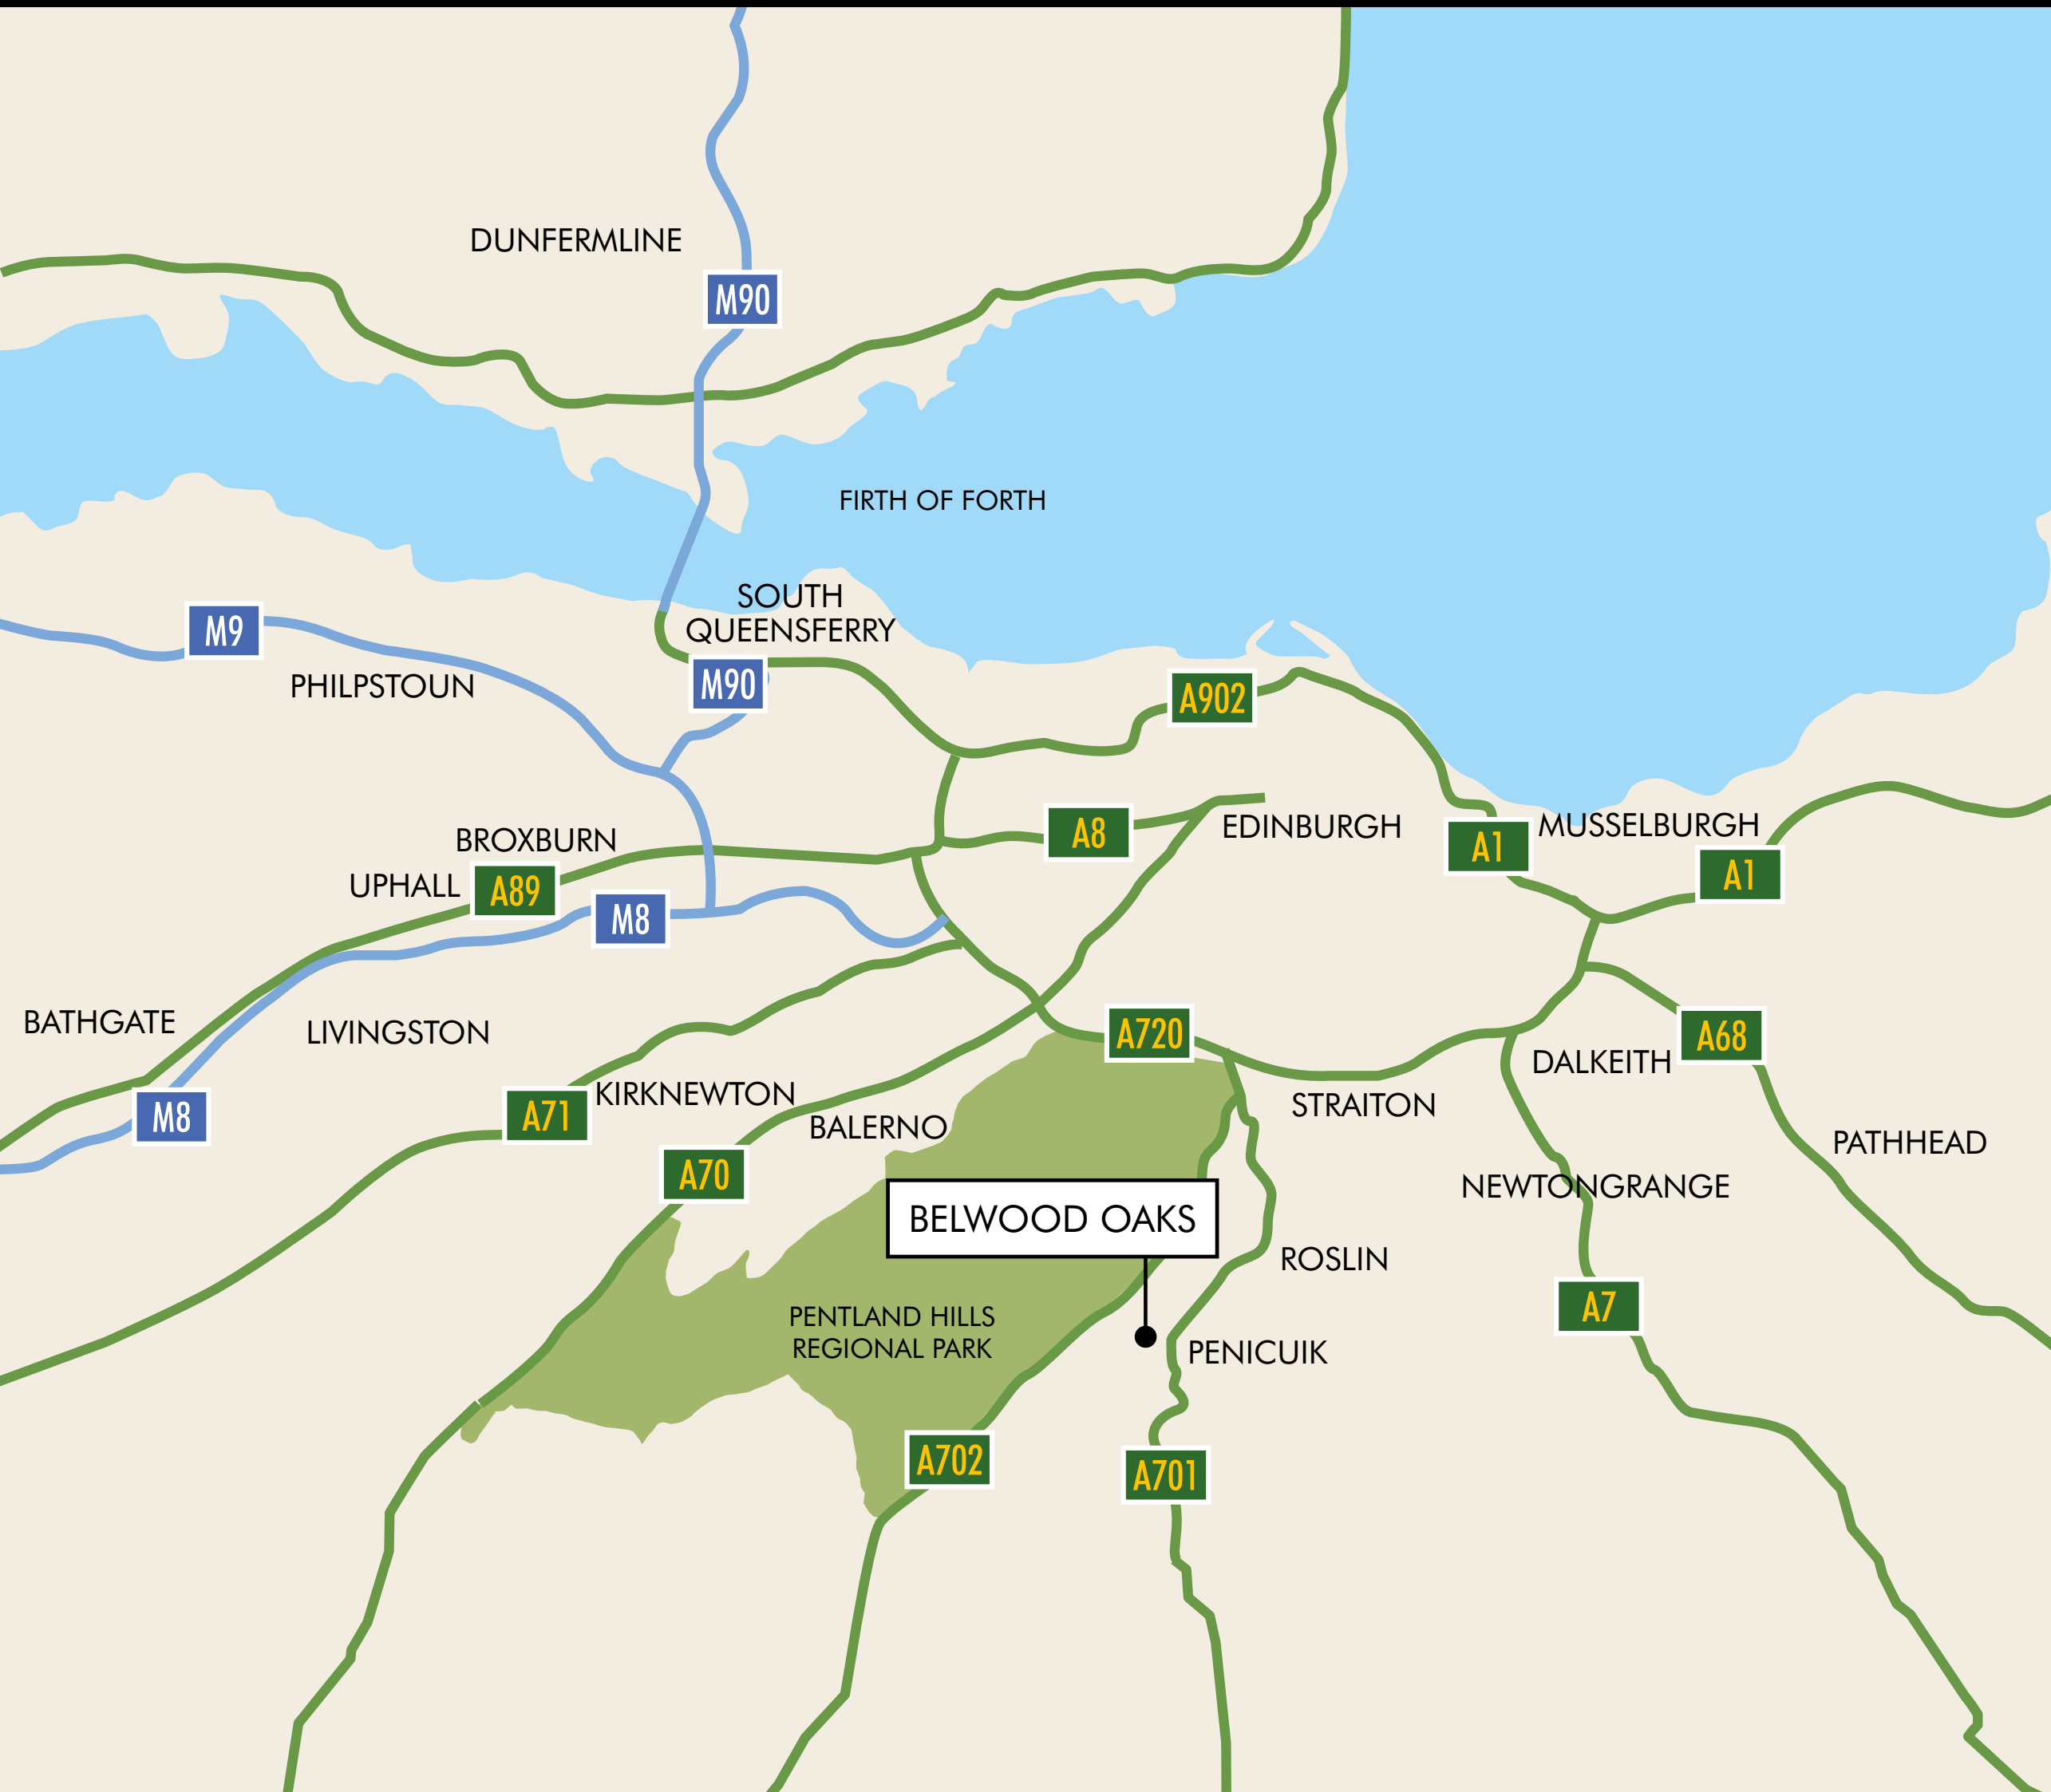 DUNFERMLINE
M90
FIRTH OF FORTH
SOUTH
QUEENSFERRY
M9
PHILPSTOUN
M90
A902
BROXBURN
A8
EDINBURGH
A1
MUSSELBURGH
A1
UPHALL
A89
M8
BATHGATE
LIVINGSTON
A720
A68
DALKEITH
M8
A71
KIRKNEWTON
BALERNO
STRAITON
PATHHEAD
A70
NEWTONGRANGE
BELWOOD OAKS
ROSLIN
A7
PENTLAND HILLS
REGIONAL PARK
PENICUIK
A702
A701